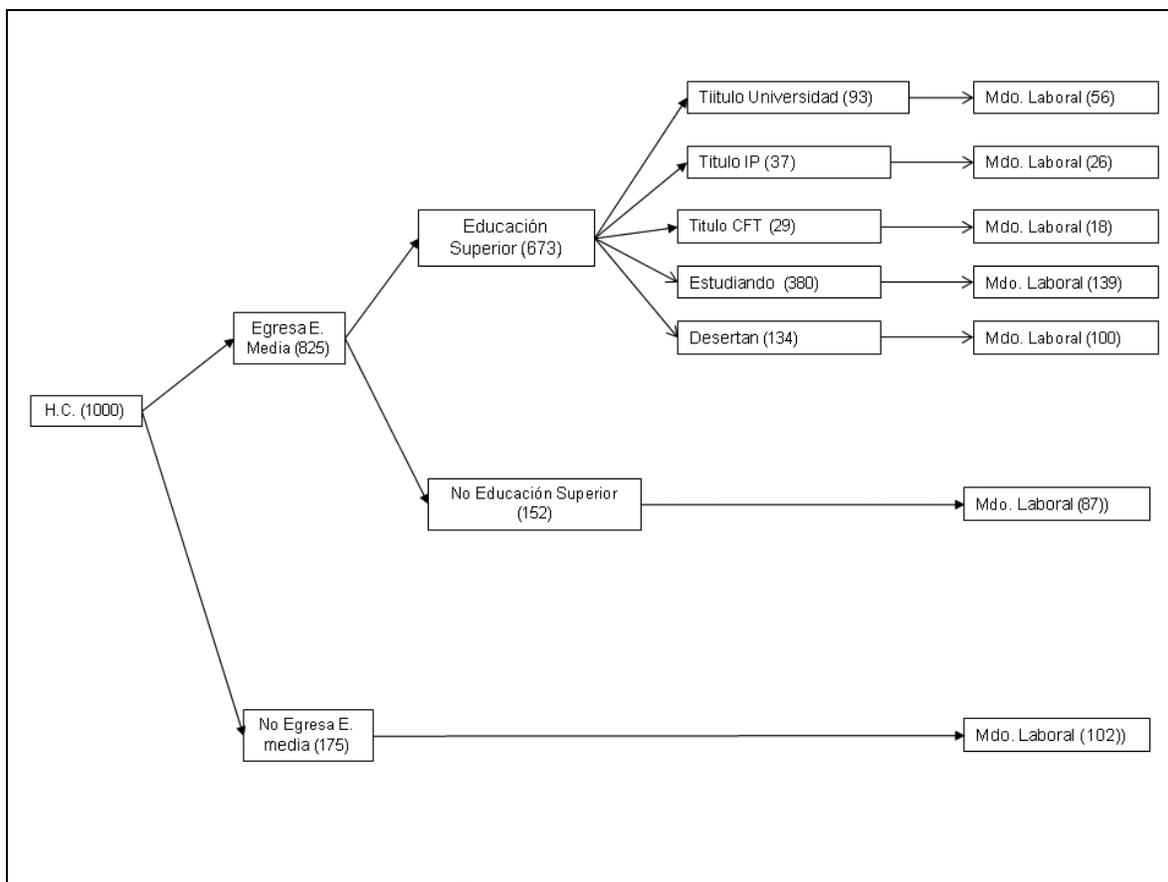 Tiitulo Universidad (93)
Mdo. Laboral (56)
Titulo IP (37)
Mdo. Laboral (26)
Educación
Superior (673)
Titulo CFT (29)
Mdo. Laboral (18)
Estudiando (380)
Mdo. Laboral (139)
Egresa E.
Media (825)
Desertan (134)
Mdo. Laboral (100)
H.C. (1000)
No Educación Superior
(152)
Mdo. Laboral (87))
No Egresa E.
media (175)
Mdo. Laboral (102))